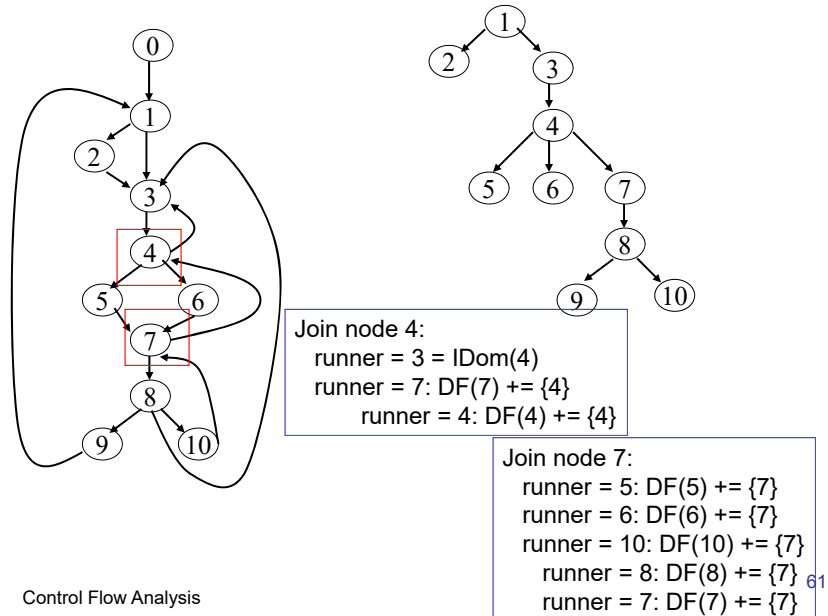 0
1
2
3
4
5
6
7
8
9
10
1
2
3
4
5
6
7
8
9
10
Join node 4:
runner = 3 = IDom(4)
runner = 7: DF(7) += {4}
runner = 4: DF(4) += {4}
Join node 7:
runner = 5: DF(5) += {7}
runner = 6: DF(6) += {7}
runner = 10: DF(10) += {7}
runner = 8: DF(8) += {7}
runner = 7: DF(7) += {7}
Control Flow Analysis
61